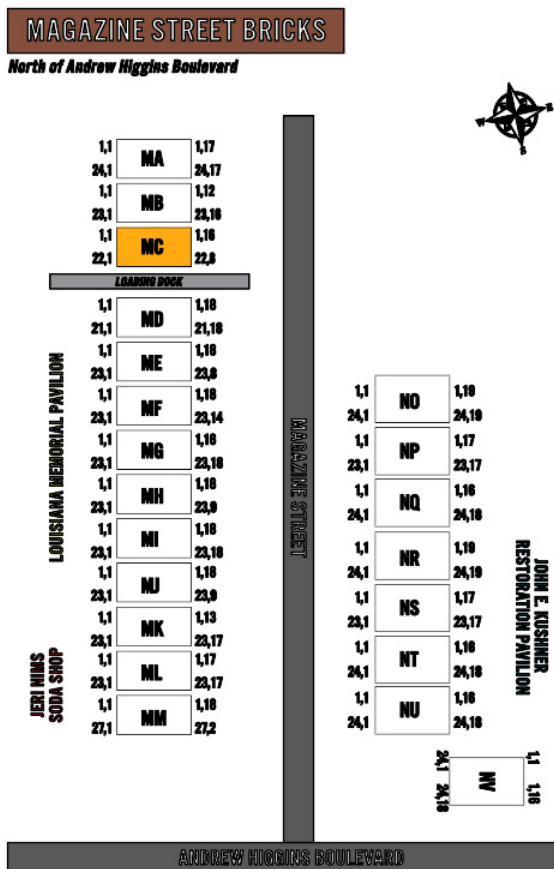 MAGAZINE STREET BRICKS
North of Andrew Higgins Boulevard
N
W
E
S
1,1 MA 1,17
24,1 24,17
1,1 MB 1,12
23,1 23,16
1,1 MC 1,16
22,1 22,8
LOADING DOCK
1,1 MD 1,18
21,1 21,18
1,1 ME 1,18
23,1 23,8
1,1 MF 1,18
23,1 23,14
1,1 MG 1,16
23,1 23,18
1,1 MH 1,18
23,1 23,9
1,1 MI 1,18
23,1 23,18
1,1 MJ 1,18
23,1 23,9
1,1 MK 1,13
23,1 23,17
1,1 ML 1,17
23,1 23,17
1,1 MM 1,18
27,1 27,2
LOUISIANA MEMORIAL PAVILION
JERI NIMS
SODA SHOP
MAGAZINE STREET
1,1 NO 1,19
24,1 24,19
1,1 NP 1,17
23,1 23,17
1,1 NQ 1,16
24,1 24,18
1,1 NR 1,19
24,1 24,19
1,1 NS 1,17
23,1 23,17
1,1 NT 1,16
24,1 24,18
1,1 NU 1,16
24,1 24,18
JOHN E. KUSHNER
RESTORATION PAVILION
24,1 1,1
NV
24,18 1,16
ANDREW HIGGINS BOULEVARD